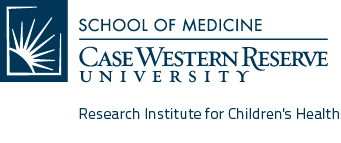 SCHOOL OF MEDICINE
CASE WESTERN RESERVE
UNIVERSITY
Research Institute for Children's Health